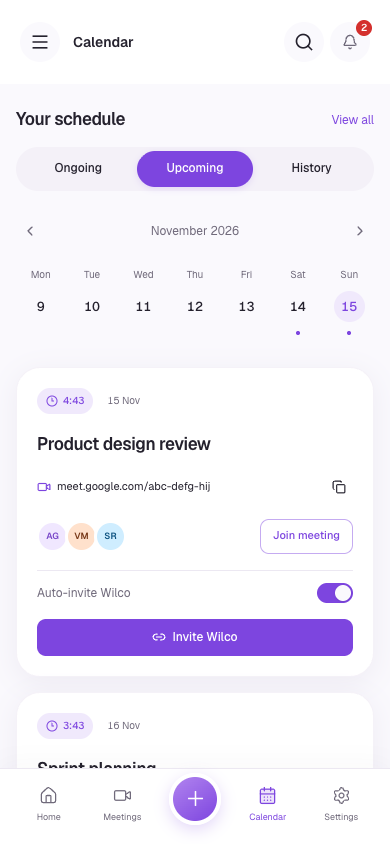 Calendar
2
Your schedule
View all
Ongoing Upcoming History
November 2026
Mon Tue Wed Thu Fri Sat Sun
9 10 11 12 13 14 15
4:43 15 Nov
Product design review
meet.google.com/abc-defg-hij
AG VM SR Join meeting
Auto-invite Wilco
Invite Wilco
3:43 16 Nov
Sprint planning
Home Meetings Calendar Settings